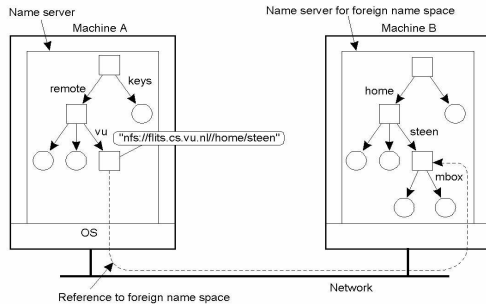 Name server
Name server for foreign name space
Machine A
Machine B
keys
remote
home
vu
steen
"nfs://flits.cs.vu.nl//home/steen"
mbox
OS
Network
Reference to foreign name space